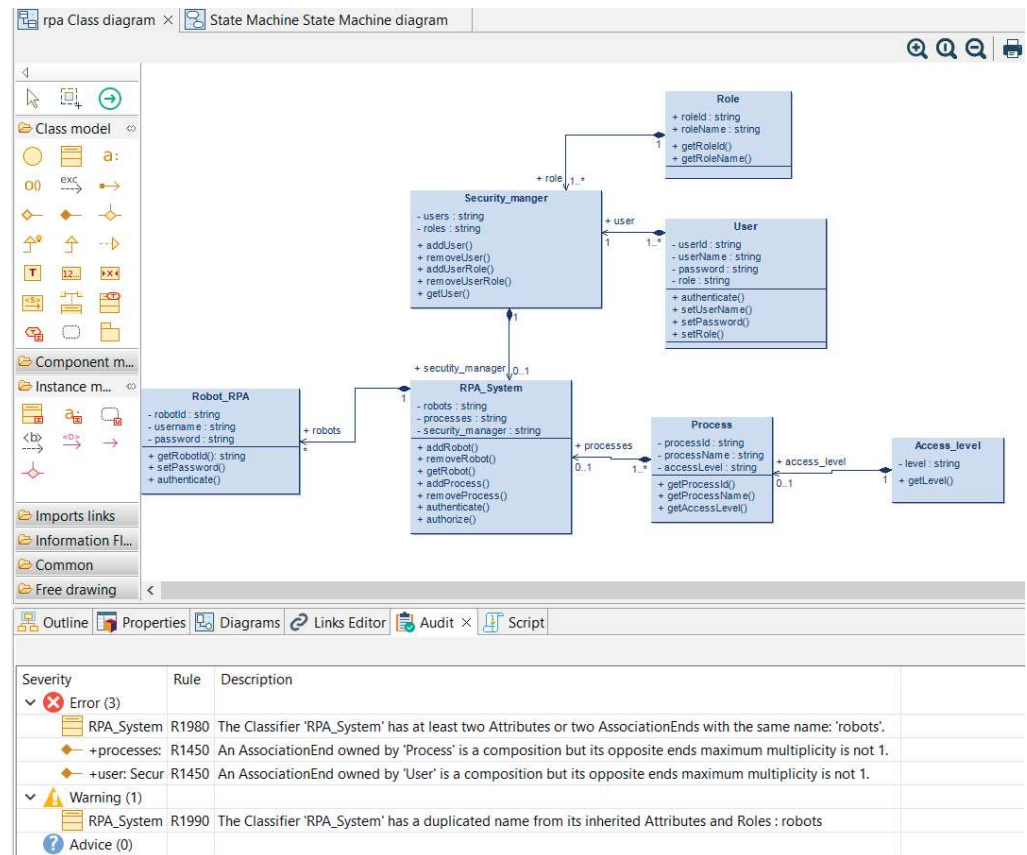 rpa Class diagram
State Machine State Machine diagram
Class model
a:
O()
exc
T
12...
<S>
(T)
Component m...
Instance m...
a:
<b>
<D>
Imports links
Information Fl...
Common
Free drawing
Role
+ roleId : string
+ roleName : string
+ getRoleId()
+ getRoleName()
1
+ role
1..*
Security_manger
- users : string
- roles : string
+ addUser()
+ removeUser()
+ addUserRole()
+ removeUserRole()
+ getUser()
+ user
1
1..*
User
- userId : string
- userName : string
- password : string
- role : string
+ authenticate()
+ setUserName()
+ setPassword()
+ setRole()
1
+ secutity_manager
0..1
RPA_System
- robots : string
- processes : string
- security_manager : string
+ addRobot()
+ removeRobot()
+ getRobot()
+ addProcess()
+ removeProcess()
+ authenticate()
+ authorize()
1
+ robots
*
Robot_RPA
- robotId : string
- username : string
- password : string
+ getRobotId(): string
+ setPassword()
+ authenticate()
+ processes
0..1
1..*
Process
- processId : string
- processName : string
- accessLevel : string
+ getProcessId()
+ getProcessName()
+ getAccessLevel()
+ access_level
0..1
1
Access_level
- level : string
+ getLevel()
Outline
Properties
Diagrams
Links Editor
Audit
Script
Severity Rule Description
Error (3)
RPA_System R1980 The Classifier 'RPA_System' has at least two Attributes or two AssociationEnds with the same name: 'robots'.
+processes: R1450 An AssociationEnd owned by 'Process' is a composition but its opposite ends maximum multiplicity is not 1.
+user: Secur R1450 An AssociationEnd owned by 'User' is a composition but its opposite ends maximum multiplicity is not 1.
Warning (1)
RPA_System R1990 The Classifier 'RPA_System' has a duplicated name from its inherited Attributes and Roles : robots
Advice (0)